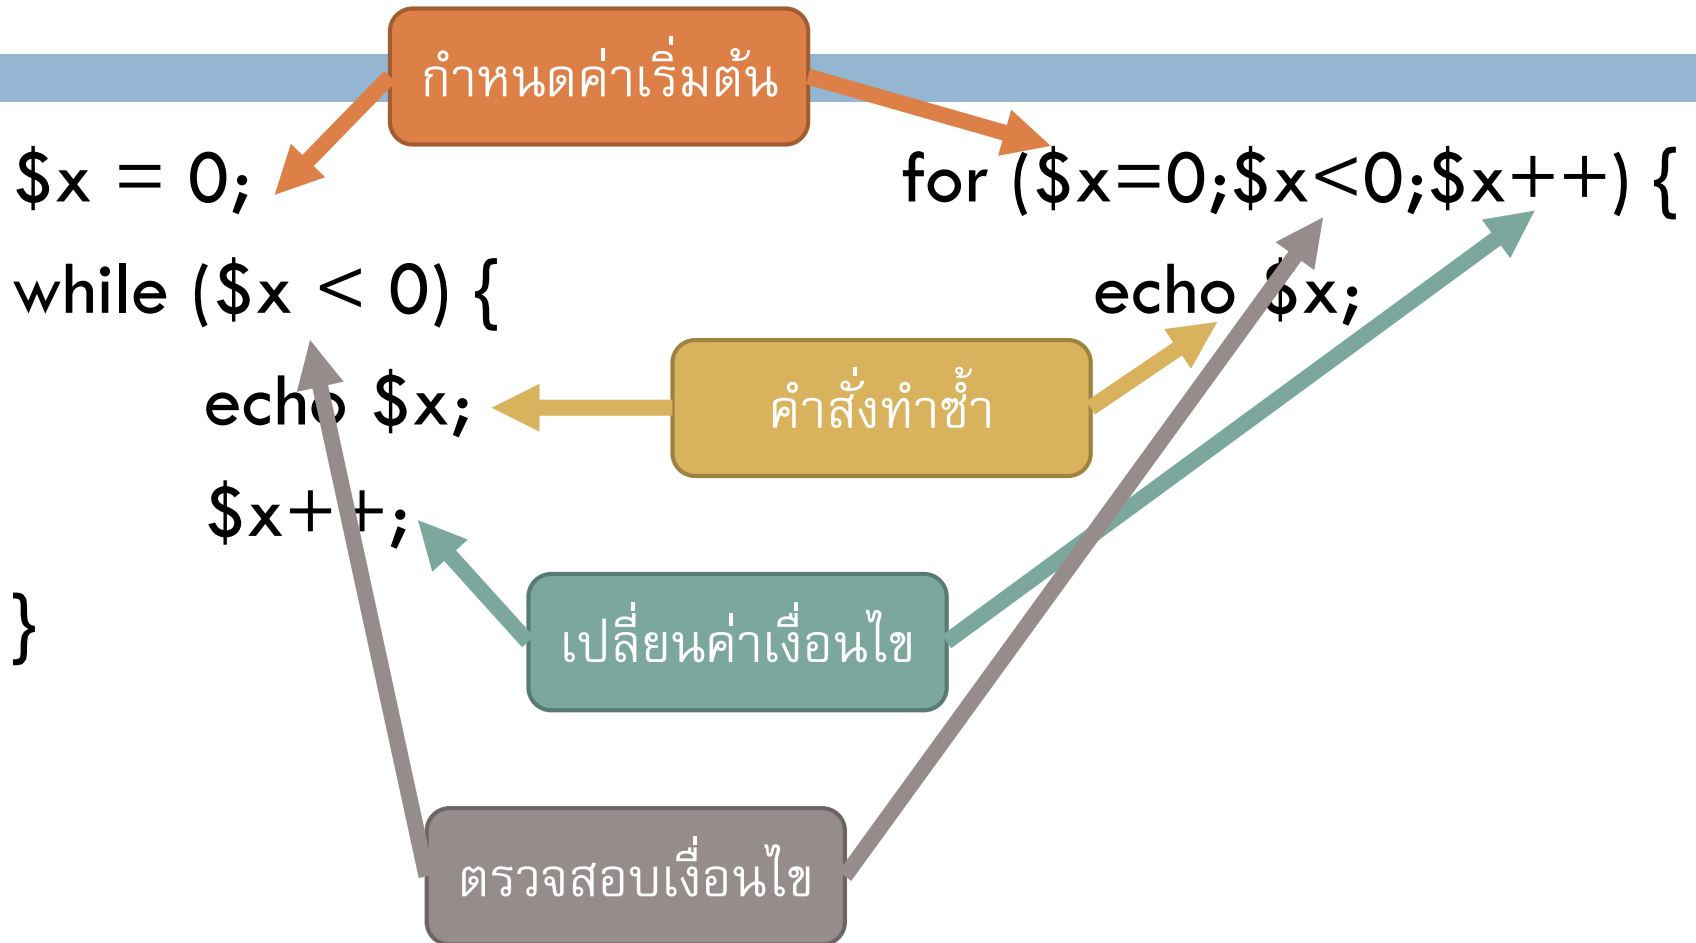 กำหนดค่าเริ่มต้น
$x = 0;
while ($x < 0) {
echo $x;
$x++;
}
for ($x=0;$x<0;$x++) {
echo $x;
คำสั่งทำซ้ำ
เปลี่ยนค่าเงื่อนไข
ตรวจสอบเงื่อนไข